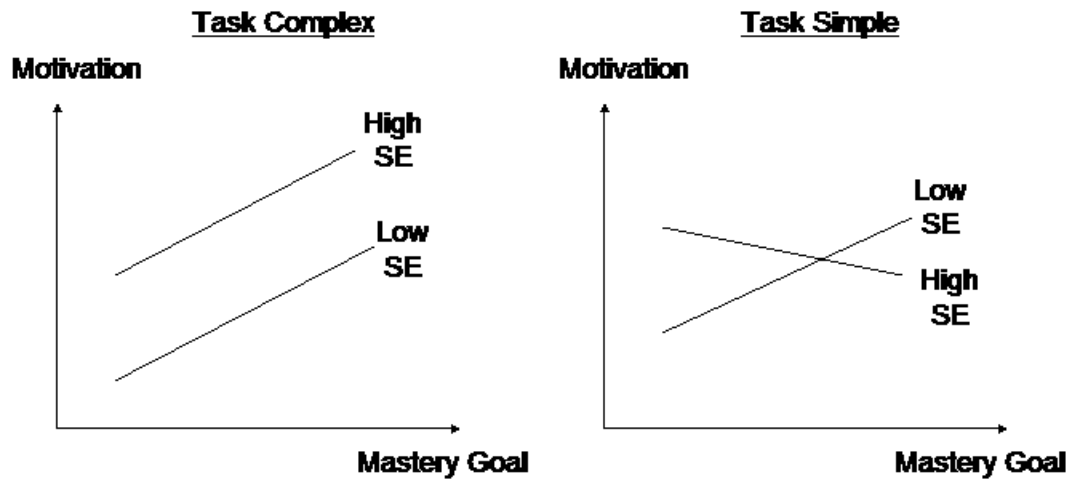 Task Complex
Motivation
High
SE
Low
SE
Mastery Goal
Task Simple
Motivation
Low
SE
High
SE
Mastery Goal